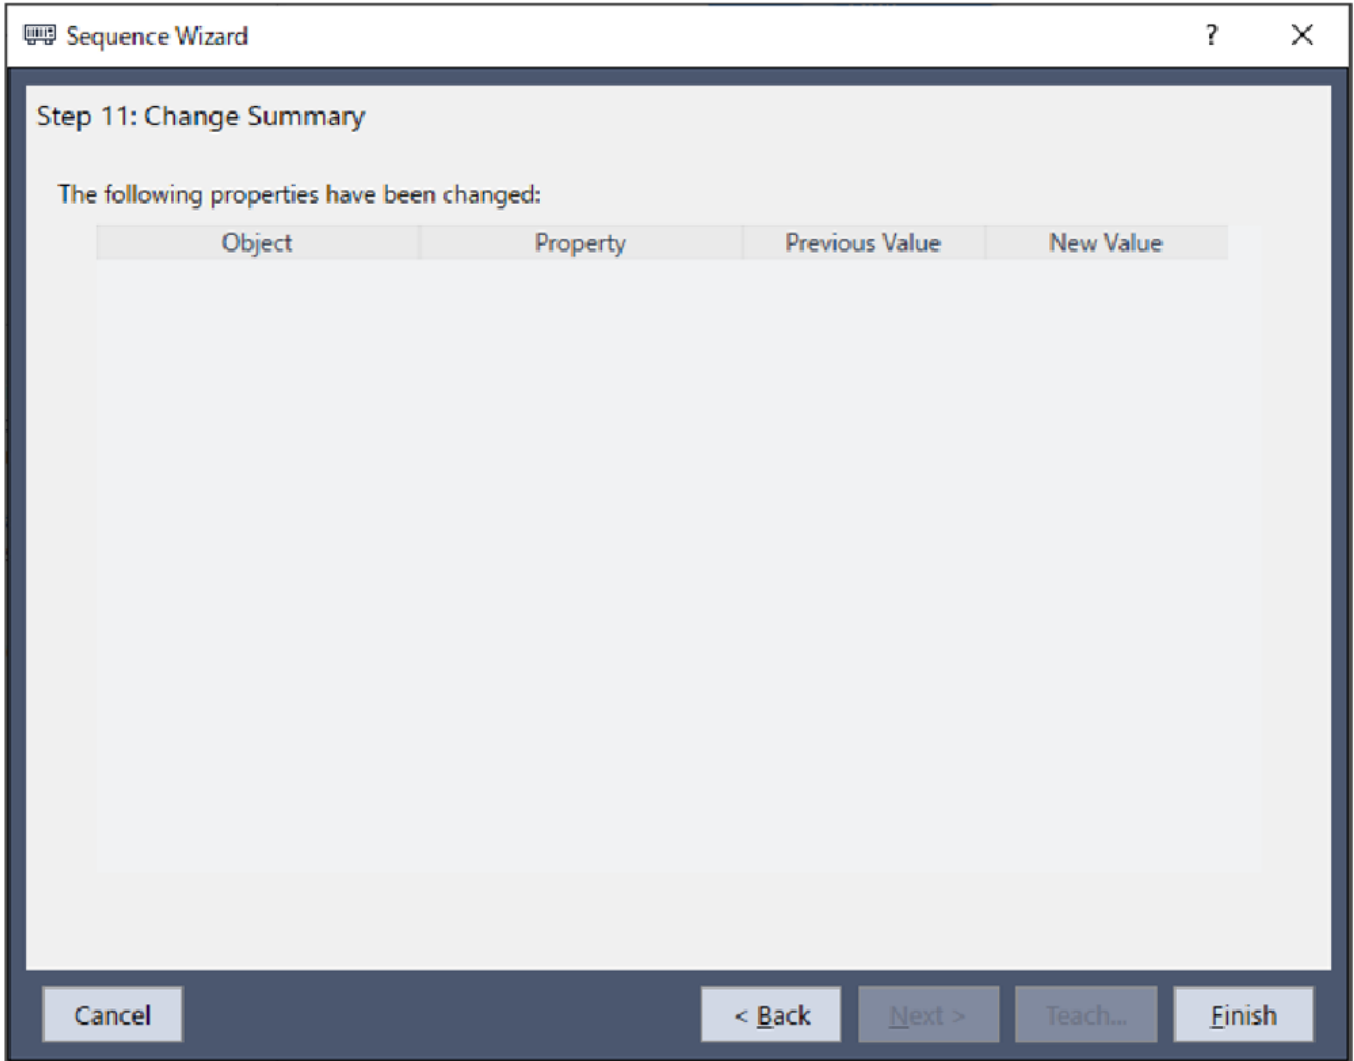 Sequence Wizard ?
Step 11: Change Summary
The following properties have been changed:
Object Property Previous Value New Value
Cancel < Back Next > Teach... Finish